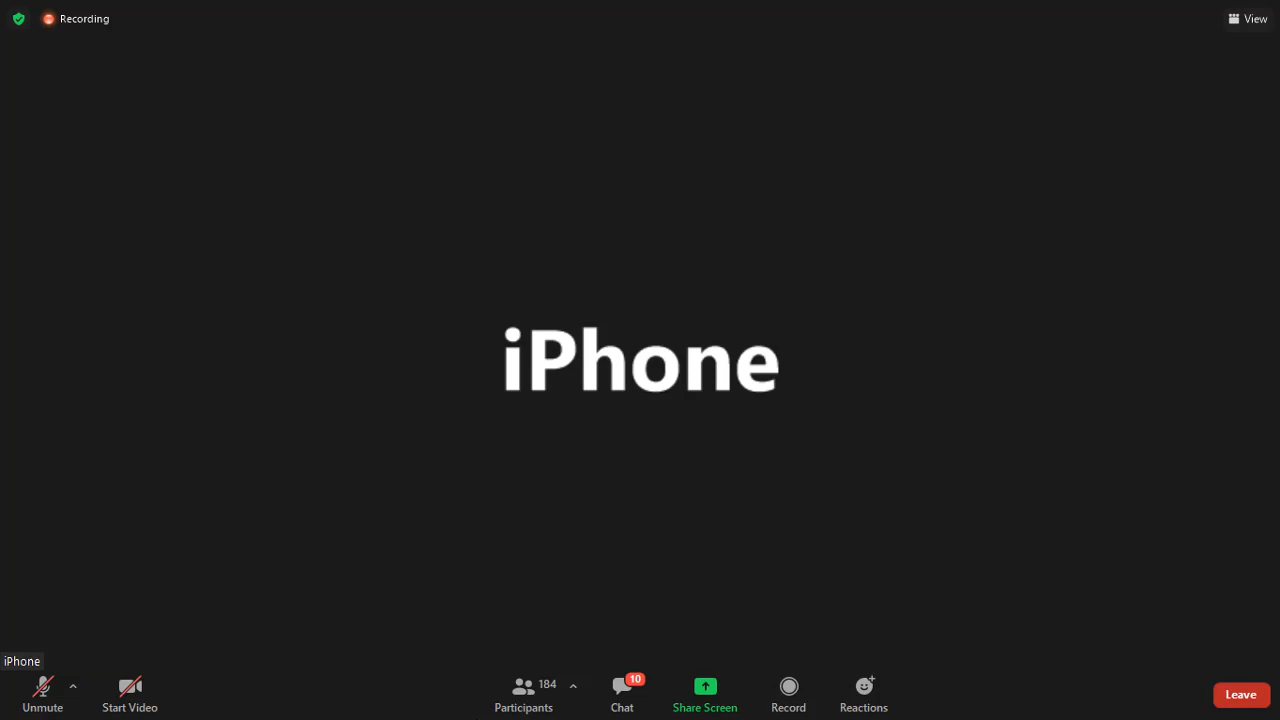 Recording
View
iPhone
iPhone
184
10
Unmute
Start Video
Participants
Chat
Share Screen
Record
Reactions
Leave